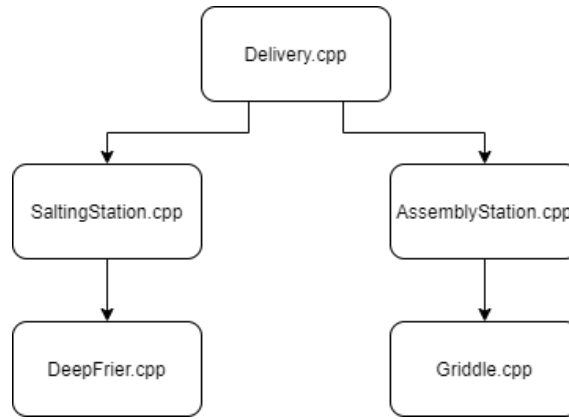 Delivery.cpp
SaltingStation.cpp
AssemblyStation.cpp
DeepFrier.cpp
Griddle.cpp